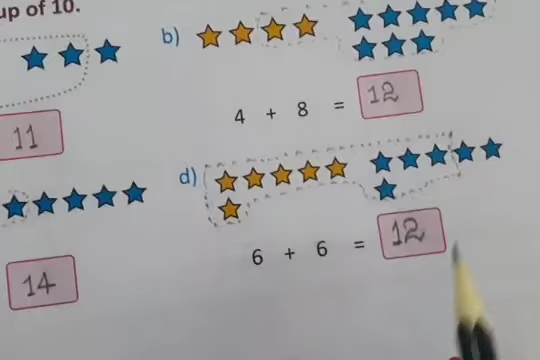 up of 10.
b)
4 + 8 = 12
11
d)
6 + 6 = 12
14